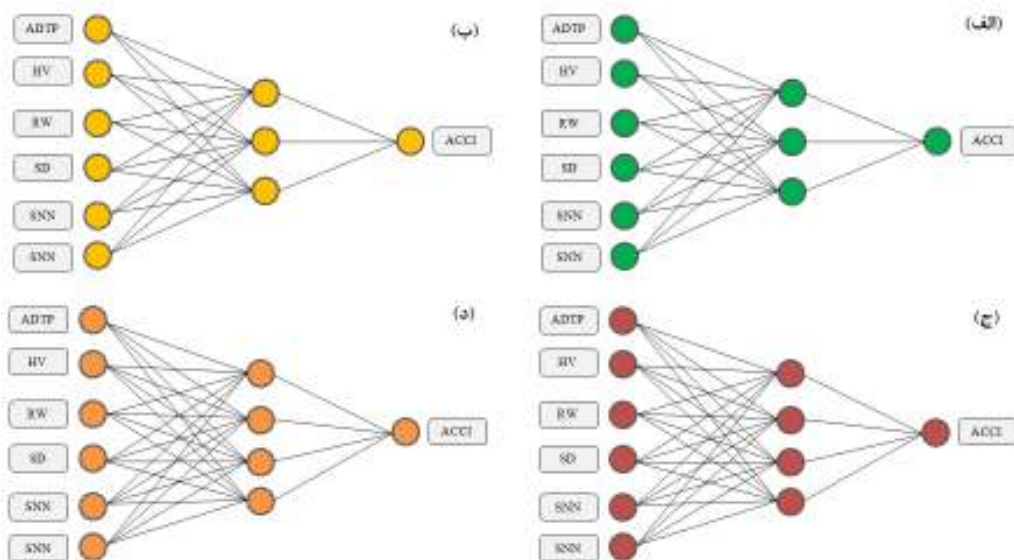 (الف)
ADTP
HV
RW
SD
SNN
SNN
ACCI
(ب)
ADTP
HV
RW
SD
SNN
SNN
ACCI
(ج)
ADTP
HV
RW
SD
SNN
SNN
ACCI
(د)
ADTP
HV
RW
SD
SNN
SNN
ACCI